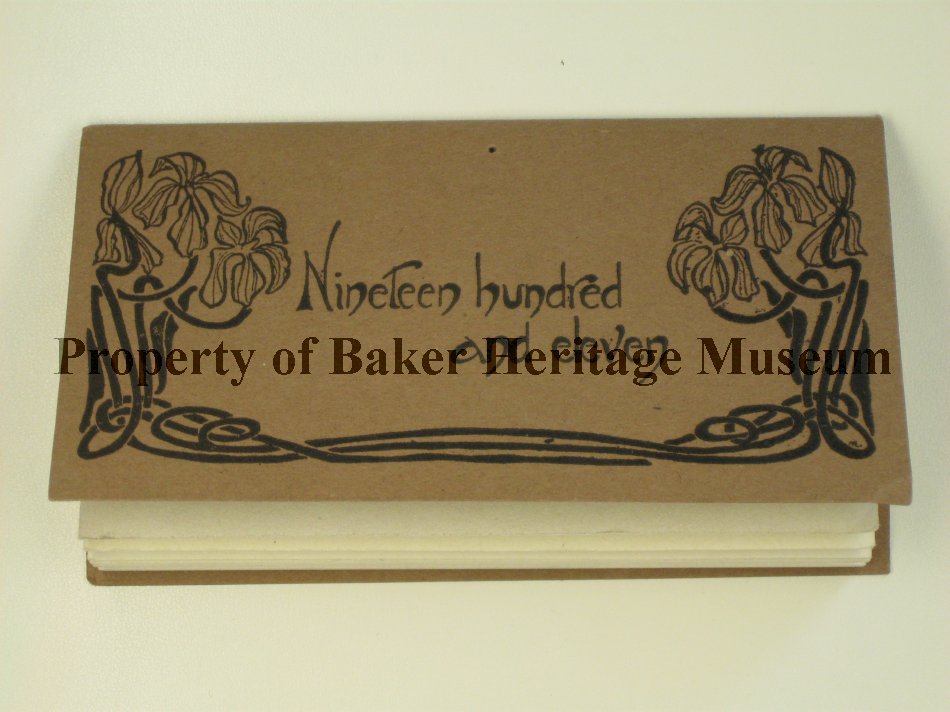 Nineteen hundred
and eleven
Property of Baker Heritage Museum